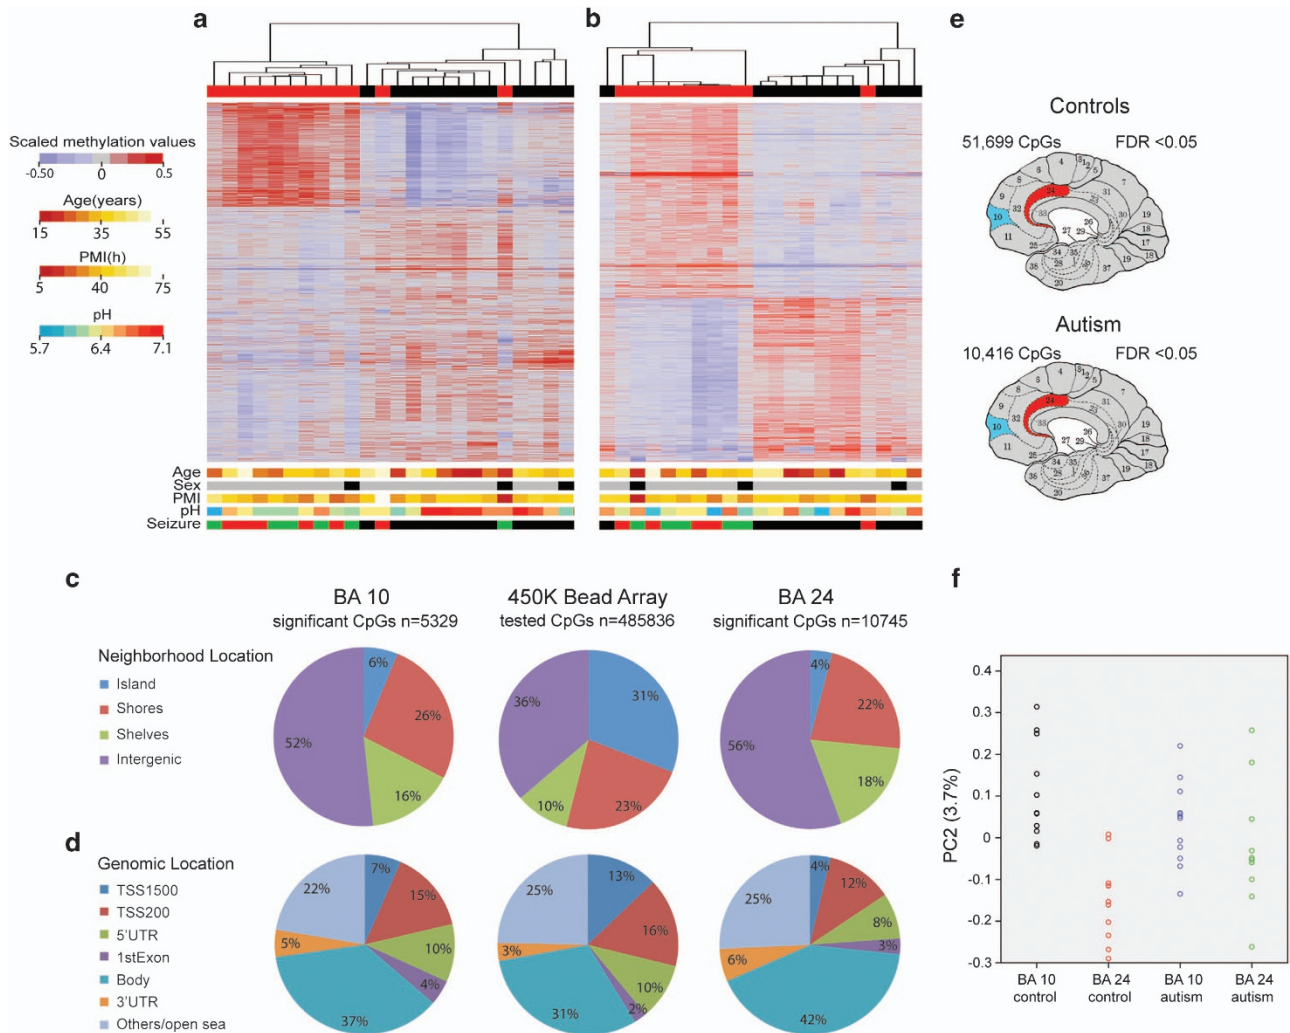 a
b
e
Scaled methylation values
-0.50 0 0.5
Age(years)
15 35 55
PMI(h)
5 40 75
pH
5.7 6.4 7.1
Age
Sex
PMI
pH
Seizure
Controls
51,699 CpGs FDR <0.05
Autism
10,416 CpGs FDR <0.05
c
BA 10
significant CpGs n=5329
450K Bead Array
tested CpGs n=485836
BA 24
significant CpGs n=10745
Neighborhood Location
Island
Shores
Shelves
Intergenic
6%
26%
16%
52%
31%
23%
10%
36%
4%
22%
18%
56%
d
Genomic Location
TSS1500
TSS200
5'UTR
1stExon
Body
3'UTR
Others/open sea
7%
15%
10%
4%
37%
5%
22%
13%
16%
10%
2%
31%
3%
25%
4%
12%
8%
3%
42%
6%
25%
f
PC2 (3.7%)
0.4
0.3
0.2
0.1
0
-0.1
-0.2
-0.3
BA 10 control
BA 24 control
BA 10 autism
BA 24 autism